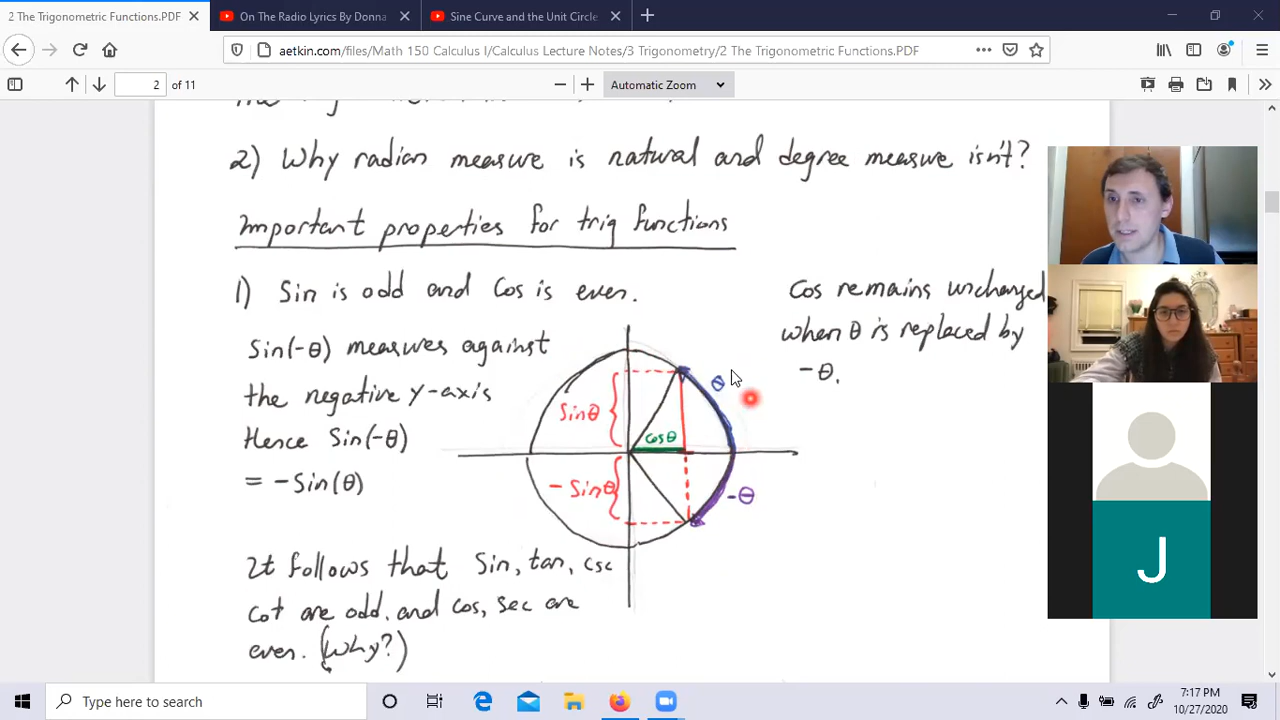 2 The Trigonometric Functions.PDF
On The Radio Lyrics By Donna
Sine Curve and the Unit Circle.
aetkin.com/files/Math 150 Calculus I/Calculus Lecture Notes/3 Trigonometry/2 The Trigonometric Functions.PDF
2 of 11
Automatic Zoom
2) Why radian measure is natural and degree measure isn't?
Important properties for trig functions
1) Sin is odd and Cos is even.
Sin(-θ) measures against
the negative y-axis
Hence Sin(-θ)
= -Sin(θ)
Cos remains unchanged
when θ is replaced by
-θ.
θ
Sinθ
cosθ
- Sinθ
-θ
It follows that Sin, tan, csc
cot are odd. and cos, sec are
even. (Why?)
J
Type here to search
7:17 PM
10/27/2020